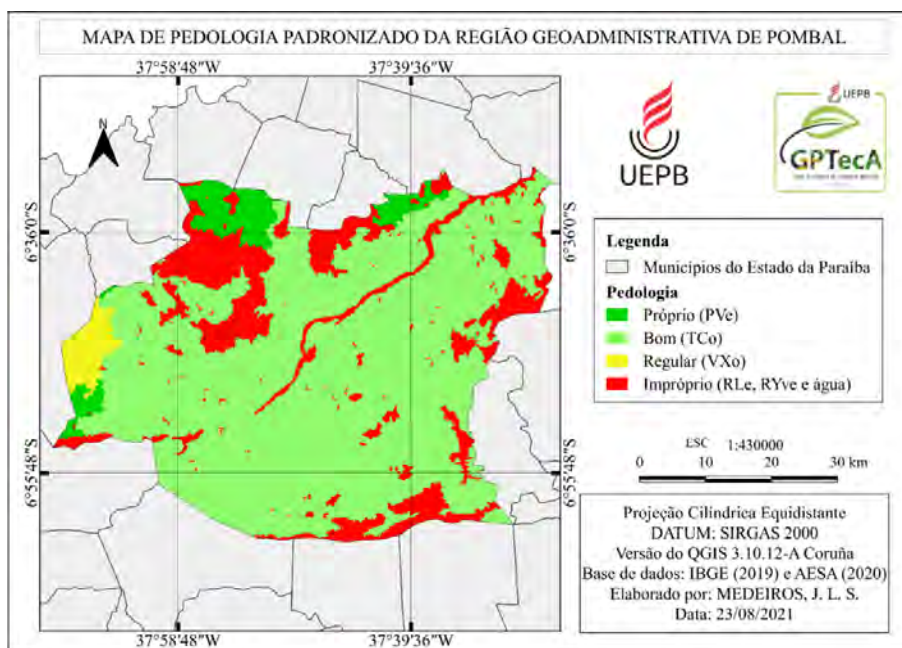 MAPA DE PEDOLOGIA PADRONIZADO DA REGIÃO GEOADMINISTRATIVA DE POMBAL
37°58'48"W 37°39'36"W
N
6°36'0"S 6°36'0"S
6°55'48"S 6°55'48"S
37°58'48"W 37°39'36"W
UEPB
UEPB
GPTecA
Legenda
Municípios do Estado da Paraíba
Pedologia
Próprio (PVe)
Bom (TCo)
Regular (VXo)
Impróprio (RLe, RYve e água)
ESC 1:430000
0 10 20 30 km
Projeção Cilíndrica Equidistante
DATUM: SIRGAS 2000
Versão do QGIS 3.10.12-A Coruña
Base de dados: IBGE (2019) e AESA (2020)
Elaborado por: MEDEIROS, J. L. S.
Data: 23/08/2021